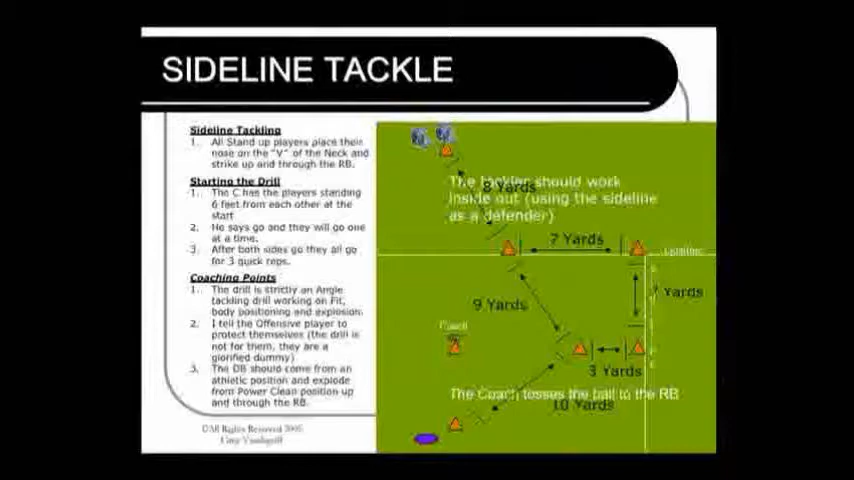 SIDELINE TACKLE
Sideline Tackling
1. All Stand up players place their
nose on the "V" of the Neck and
strike up and through the RB.
Starting the Drill
1. The C has the players standing
6 feet from each other at the
start
2. He says go and they will go one
at a time.
3. After both sides go they all go
for 3 quick reps.
Coaching Points
1. The drill is strictly an Angle
tackling drill working on Fit,
body positioning and explosion.
2. I tell the Offensive player to
protect themselves (the drill is
not for them, they are a
glorified dummy)
3. The DB should come from an
athletic position and explode
from Power Clean position up
and through the RB.
All Rights Reserved
The tackler should work
inside out (using the sideline
as a defender)
8 Yards
7 Yards
Yards
9 Yards
Coach
3 Yards
The Coach tosses the ball to the RB
10 Yards